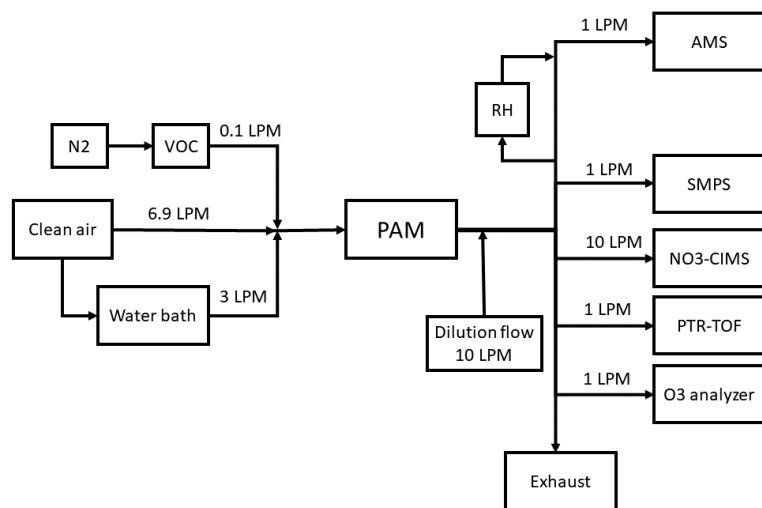 1 LPM
AMS
RH
N2
VOC
0.1 LPM
1 LPM
SMPS
Clean air
6.9 LPM
PAM
10 LPM
NO3-CIMS
Water bath
3 LPM
Dilution flow
10 LPM
1 LPM
PTR-TOF
1 LPM
O3 analyzer
Exhaust